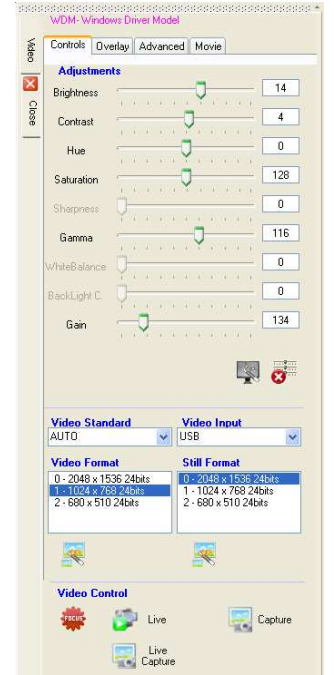 WDM- Windows Driver Model
Video
Close
Controls Overlay Advanced Movie
Adjustments
Brightness 14
Contrast 4
Hue 0
Saturation 128
Sharpness 0
Gamma 116
WhiteBalance 0
BackLight C. 0
Gain 134
Video Standard Video Input
AUTO USB
Video Format Still Format
0 - 2048 x 1536 24bits 0 - 2048 x 1536 24bits
1 - 1024 x 768 24bits 1 - 1024 x 768 24bits
2 - 680 x 510 24bits 2 - 680 x 510 24bits
Video Control
FOCUS Live Capture
Live
Capture